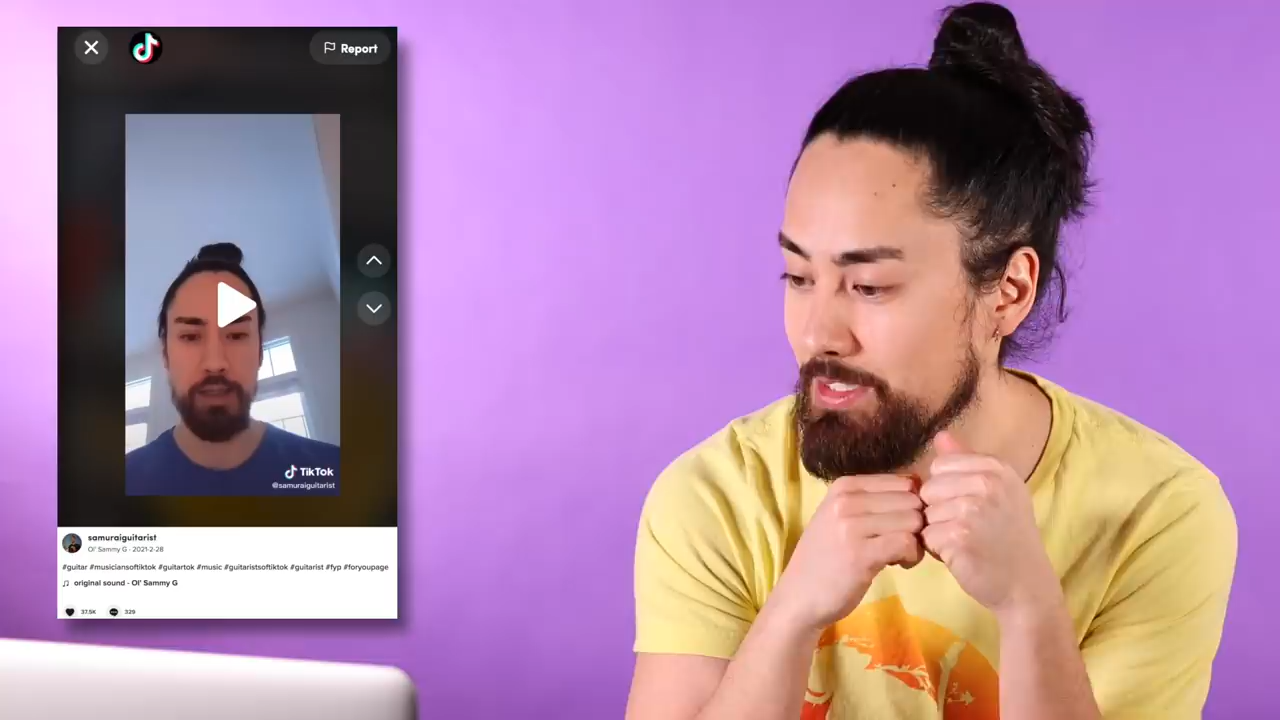 Report
TikTok
@samuraiguitarist
samuraiguitarist
Ol' Sammy G - 2021-2-28
#guitar #musiciansoftiktok #guitartok #music #guitaristsoftiktok #guitarist #fyp #foryoupage
original sound - Ol' Sammy G
37.5K 329